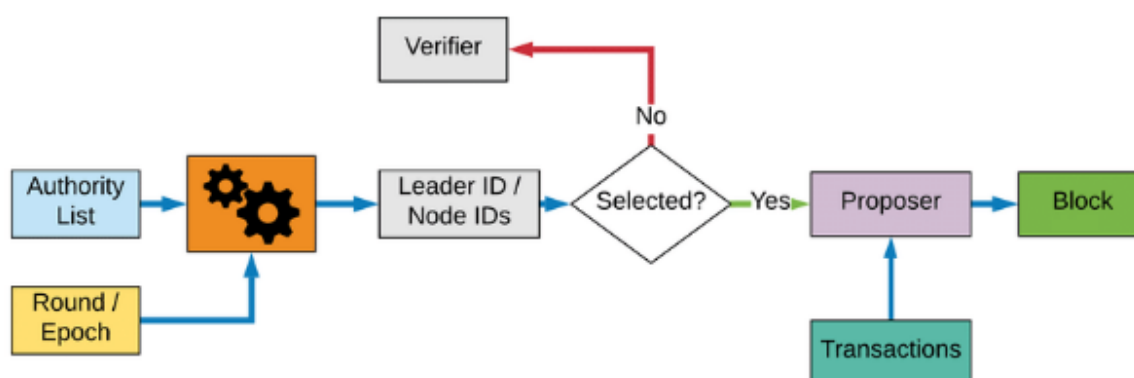 Verifier
No
Authority
List
Leader ID /
Node IDs
Selected?
Yes
Proposer
Block
Round /
Epoch
Transactions